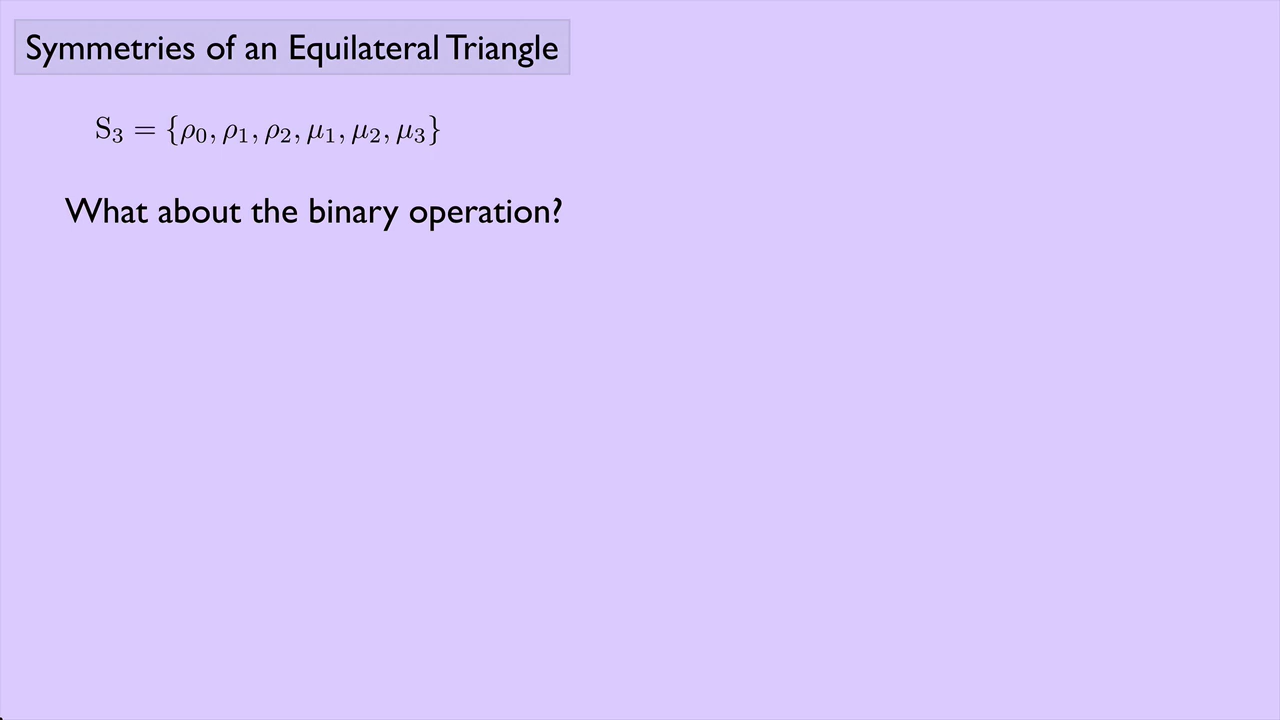 Symmetries of an Equilateral Triangle
S₃ = {ρ₀, ρ₁, ρ₂, μ₁, μ₂, μ₃}
What about the binary operation?